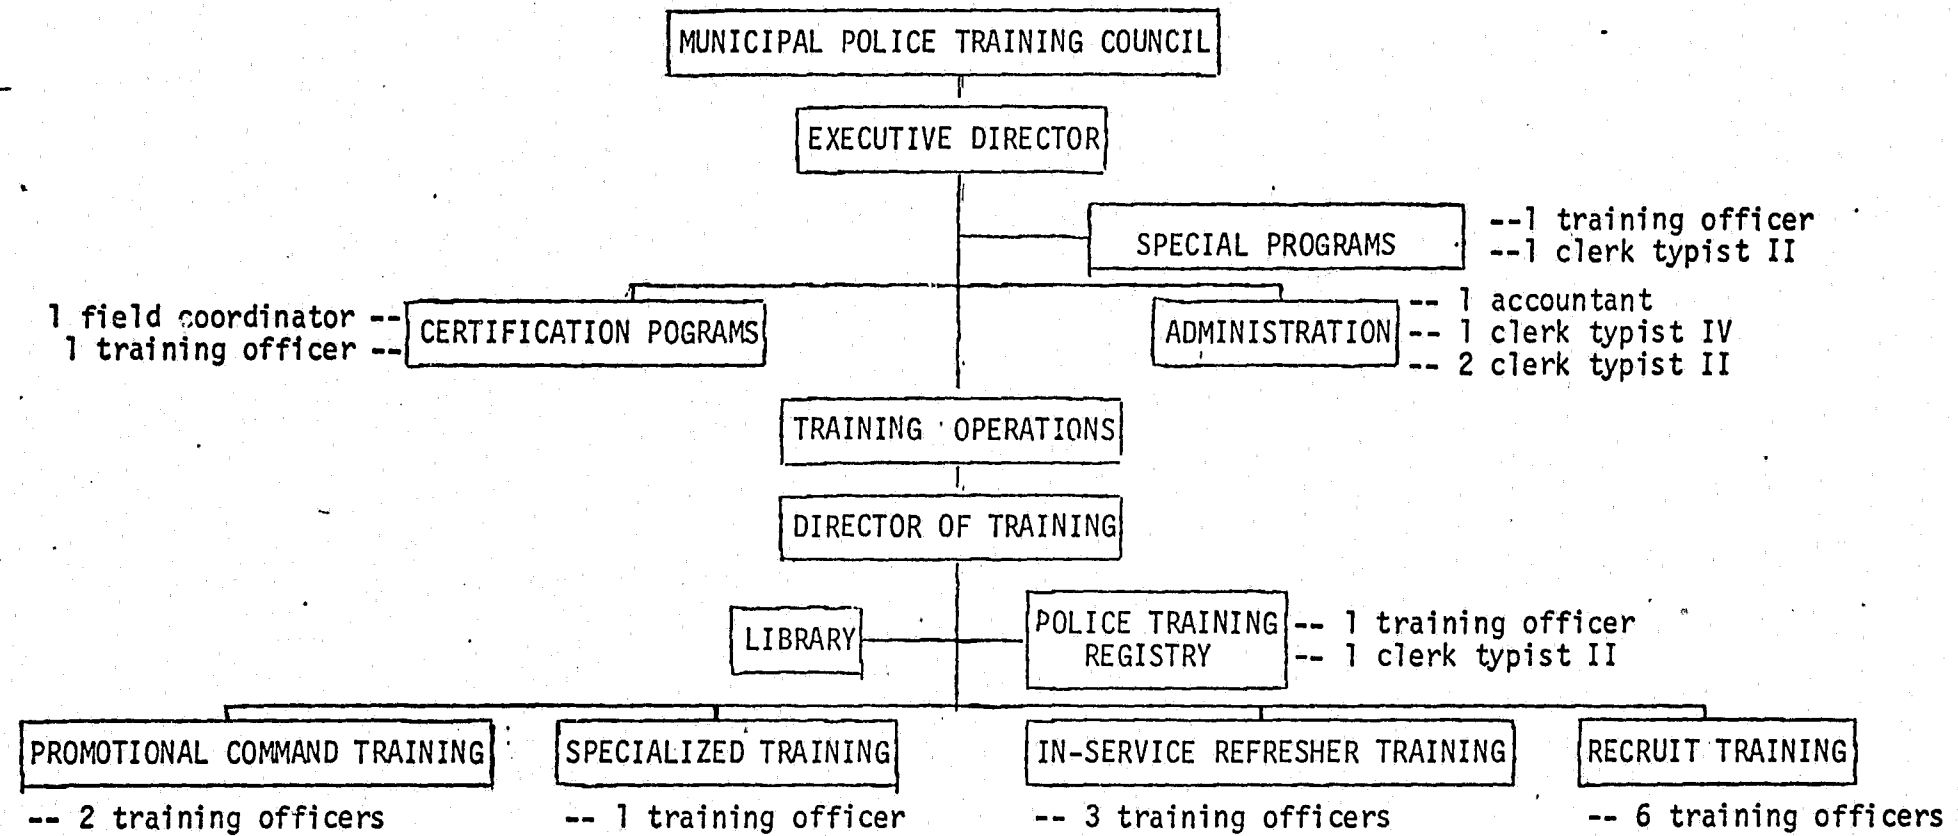 MUNICIPAL POLICE TRAINING COUNCIL
EXECUTIVE DIRECTOR
SPECIAL PROGRAMS
--1 training officer
--1 clerk typist II
1 field coordinator --
1 training officer --
CERTIFICATION POGRAMS
ADMINISTRATION
-- 1 accountant
-- 1 clerk typist IV
-- 2 clerk typist II
TRAINING OPERATIONS
DIRECTOR OF TRAINING
LIBRARY
POLICE TRAINING
REGISTRY
-- 1 training officer
-- 1 clerk typist II
PROMOTIONAL COMMAND TRAINING
-- 2 training officers
SPECIALIZED TRAINING
-- 1 training officer
IN-SERVICE REFRESHER TRAINING
-- 3 training officers
RECRUIT TRAINING
-- 6 training officers